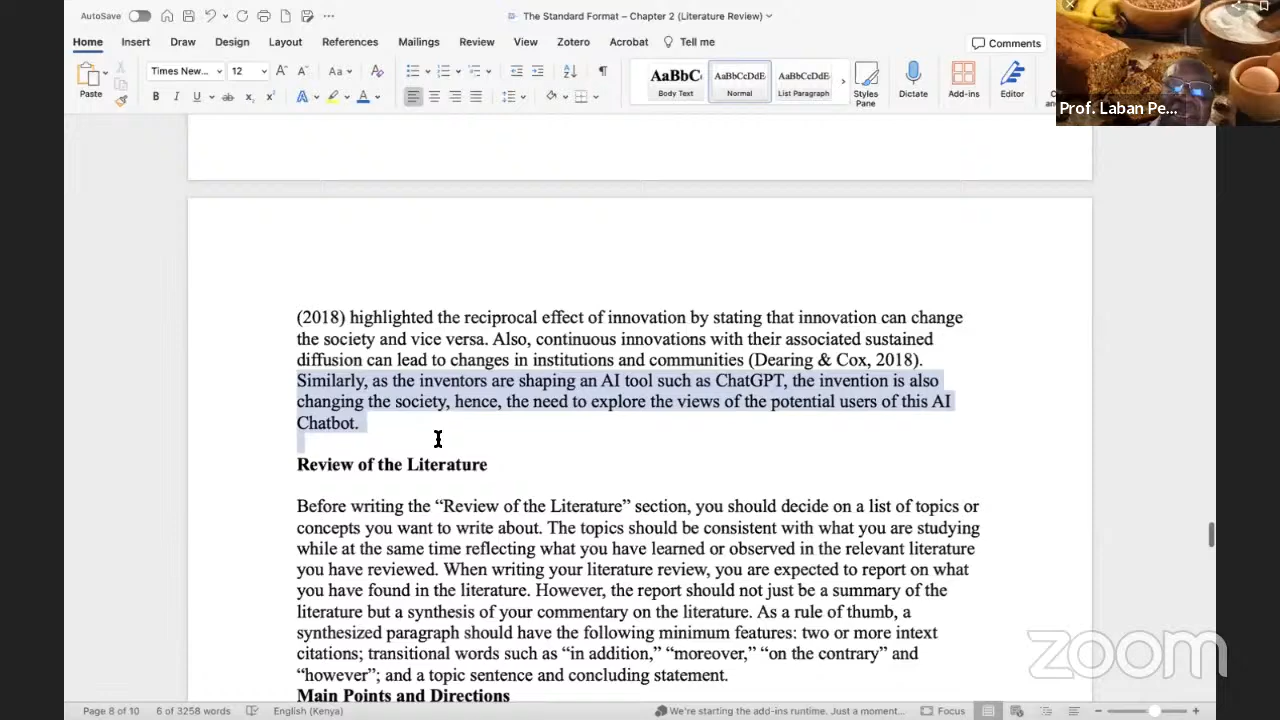 AutoSave
The Standard Format – Chapter 2 (Literature Review)
Home Insert Draw Design Layout References Mailings Review View Zotero Acrobat Tell me
Comments
Paste
Times New... 12
Aa
B I U ab x x A A
AaBbC AaBbCcDdE AaBbCcDdE
Body Text Normal List Paragraph
Styles Pane
Dictate
Add-ins
Editor
Prof. Laban Pe...
(2018) highlighted the reciprocal effect of innovation by stating that innovation can change
the society and vice versa. Also, continuous innovations with their associated sustained
diffusion can lead to changes in institutions and communities (Dearing & Cox, 2018).
Similarly, as the inventors are shaping an AI tool such as ChatGPT, the invention is also
changing the society, hence, the need to explore the views of the potential users of this AI
Chatbot.
Review of the Literature
Before writing the “Review of the Literature” section, you should decide on a list of topics or
concepts you want to write about. The topics should be consistent with what you are studying
while at the same time reflecting what you have learned or observed in the relevant literature
you have reviewed. When writing your literature review, you are expected to report on what
you have found in the literature. However, the report should not just be a summary of the
literature but a synthesis of your commentary on the literature. As a rule of thumb, a
synthesized paragraph should have the following minimum features: two or more intext
citations; transitional words such as “in addition,” “moreover,” “on the contrary” and
“however”; and a topic sentence and concluding statement.
Main Points and Directions
zoom
Page 8 of 10 6 of 3258 words English (Kenya) We're starting the add-ins runtime. Just a moment... Focus